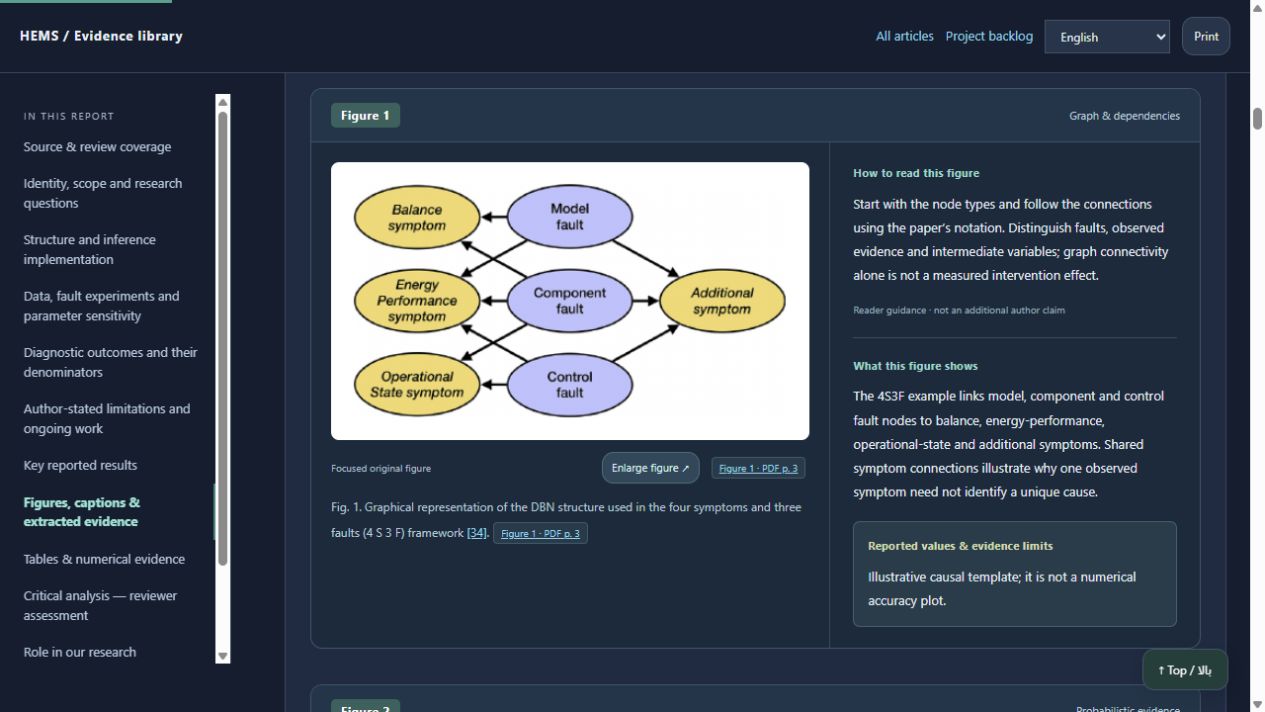 HEMS / Evidence library
All articles
Project backlog
English
Print
IN THIS REPORT
Source & review coverage
Identity, scope and research
questions
Structure and inference
implementation
Data, fault experiments and
parameter sensitivity
Diagnostic outcomes and their
denominators
Author-stated limitations and
ongoing work
Key reported results
Figures, captions &
extracted evidence
Tables & numerical evidence
Critical analysis — reviewer
assessment
Role in our research
Figure 1
Graph & dependencies
Balance
symptom
Model
fault
Energy
Performance
symptom
Component
fault
Additional
symptom
Operational
State symptom
Control
fault
Focused original figure
Enlarge figure ↗
Figure 1 · PDF p. 3
Fig. 1. Graphical representation of the DBN structure used in the four symptoms and three
faults (4 S 3 F) framework [34]. Figure 1 · PDF p. 3
How to read this figure
Start with the node types and follow the connections
using the paper's notation. Distinguish faults, observed
evidence and intermediate variables; graph connectivity
alone is not a measured intervention effect.
Reader guidance · not an additional author claim
What this figure shows
The 4S3F example links model, component and control
fault nodes to balance, energy-performance,
operational-state and additional symptoms. Shared
symptom connections illustrate why one observed
symptom need not identify a unique cause.
Reported values & evidence limits
Illustrative causal template; it is not a numerical
accuracy plot.
↑ Top / بالا
Figure 2
Probabilistic evidence